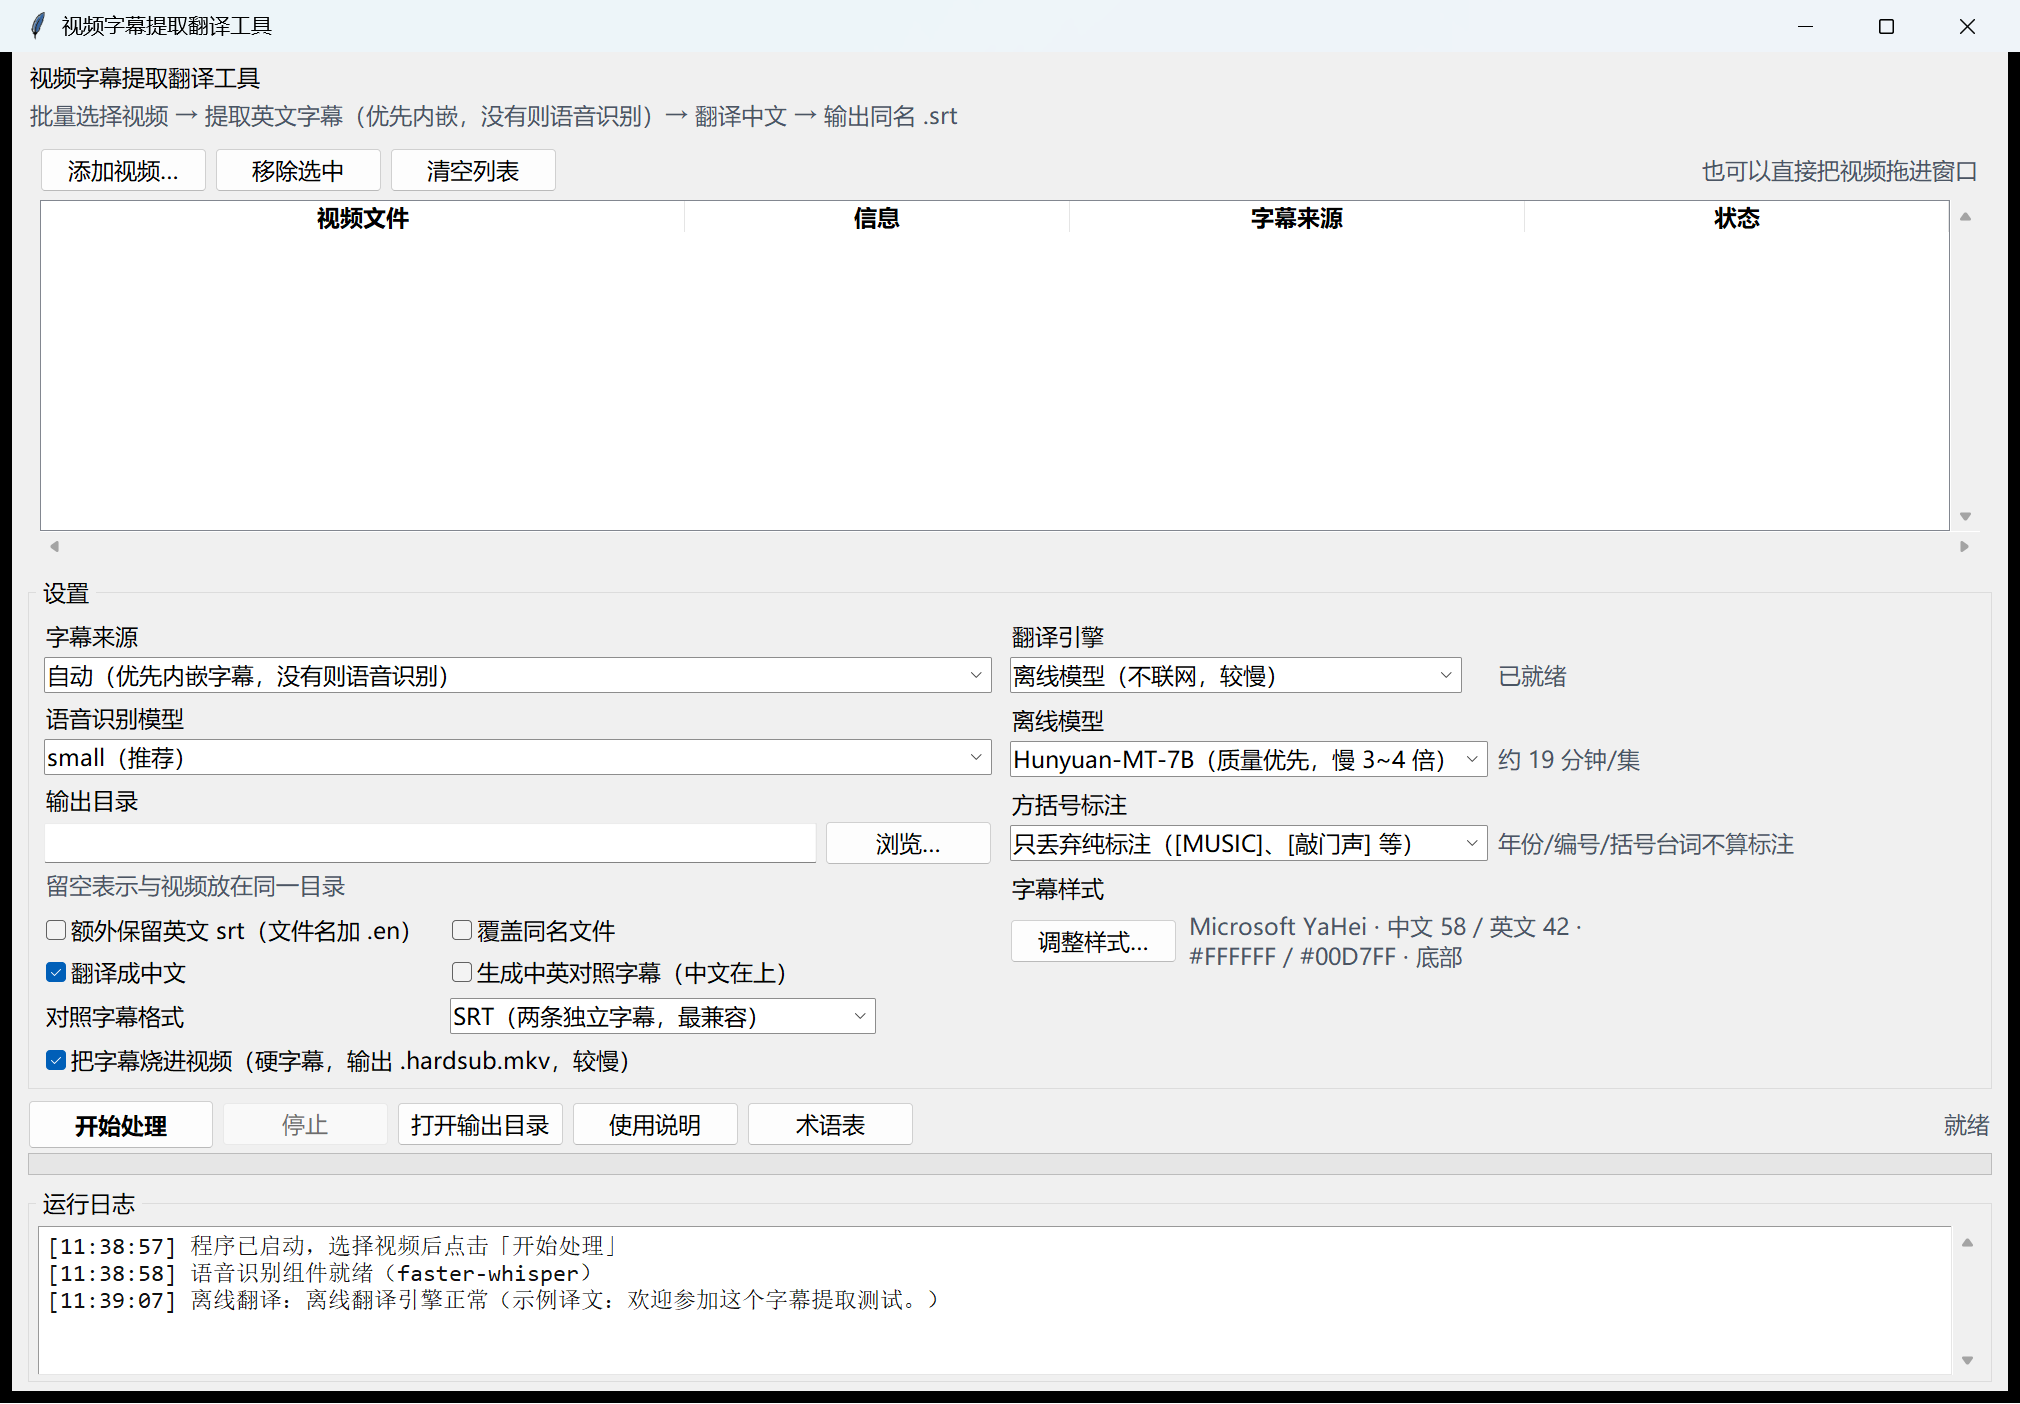 视频字幕提取翻译工具
视频字幕提取翻译工具
批量选择视频 → 提取英文字幕（优先内嵌，没有则语音识别）→ 翻译中文 → 输出同名 .srt
添加视频... 移除选中 清空列表 也可以直接把视频拖进窗口
视频文件 信息 字幕来源 状态
设置
字幕来源 翻译引擎
自动（优先内嵌字幕，没有则语音识别） 离线模型（不联网，较慢） 已就绪
语音识别模型 离线模型
small（推荐） Hunyuan-MT-7B（质量优先，慢 3~4 倍） 约 19 分钟/集
输出目录 方括号标注
浏览... 只丢弃纯标注（[MUSIC]、[敲门声] 等） 年份/编号/括号台词不算标注
留空表示与视频放在同一目录 字幕样式
额外保留英文 srt（文件名加 .en） 覆盖同名文件 调整样式... Microsoft YaHei · 中文 58 / 英文 42 ·
#FFFFFF / #00D7FF · 底部
翻译成中文 生成中英对照字幕（中文在上）
对照字幕格式 SRT（两条独立字幕，最兼容）
把字幕烧进视频（硬字幕，输出 .hardsub.mkv，较慢）
开始处理 停止 打开输出目录 使用说明 术语表 就绪
运行日志
[11:38:57] 程序已启动，选择视频后点击「开始处理」
[11:38:58] 语音识别组件就绪（faster-whisper）
[11:39:07] 离线翻译：离线翻译引擎正常（示例译文：欢迎参加这个字幕提取测试。）